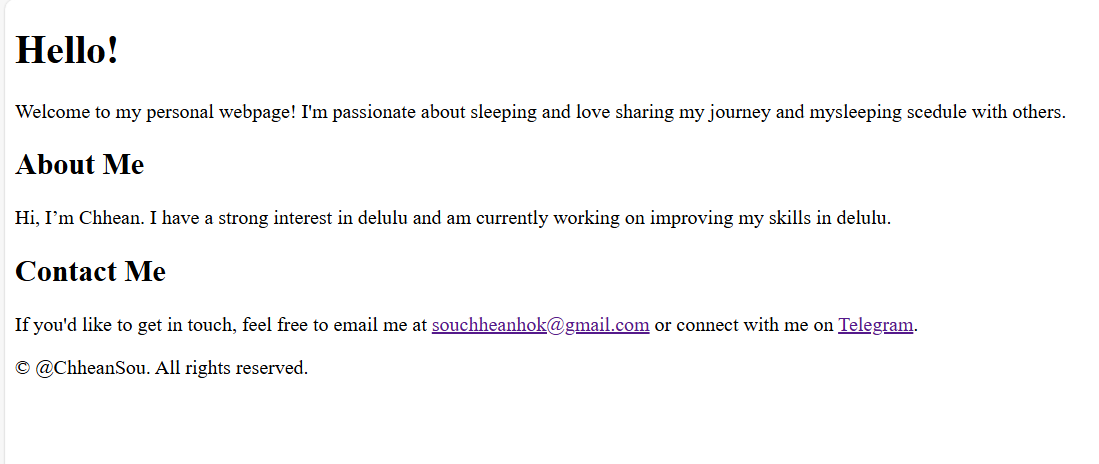 Hello!
Welcome to my personal webpage! I'm passionate about sleeping and love sharing my journey and mysleeping scedule with others.
About Me
Hi, I’m Chhean. I have a strong interest in delulu and am currently working on improving my skills in delulu.
Contact Me
If you'd like to get in touch, feel free to email me at souchheanhok@gmail.com or connect with me on Telegram.
© @ChheanSou. All rights reserved.